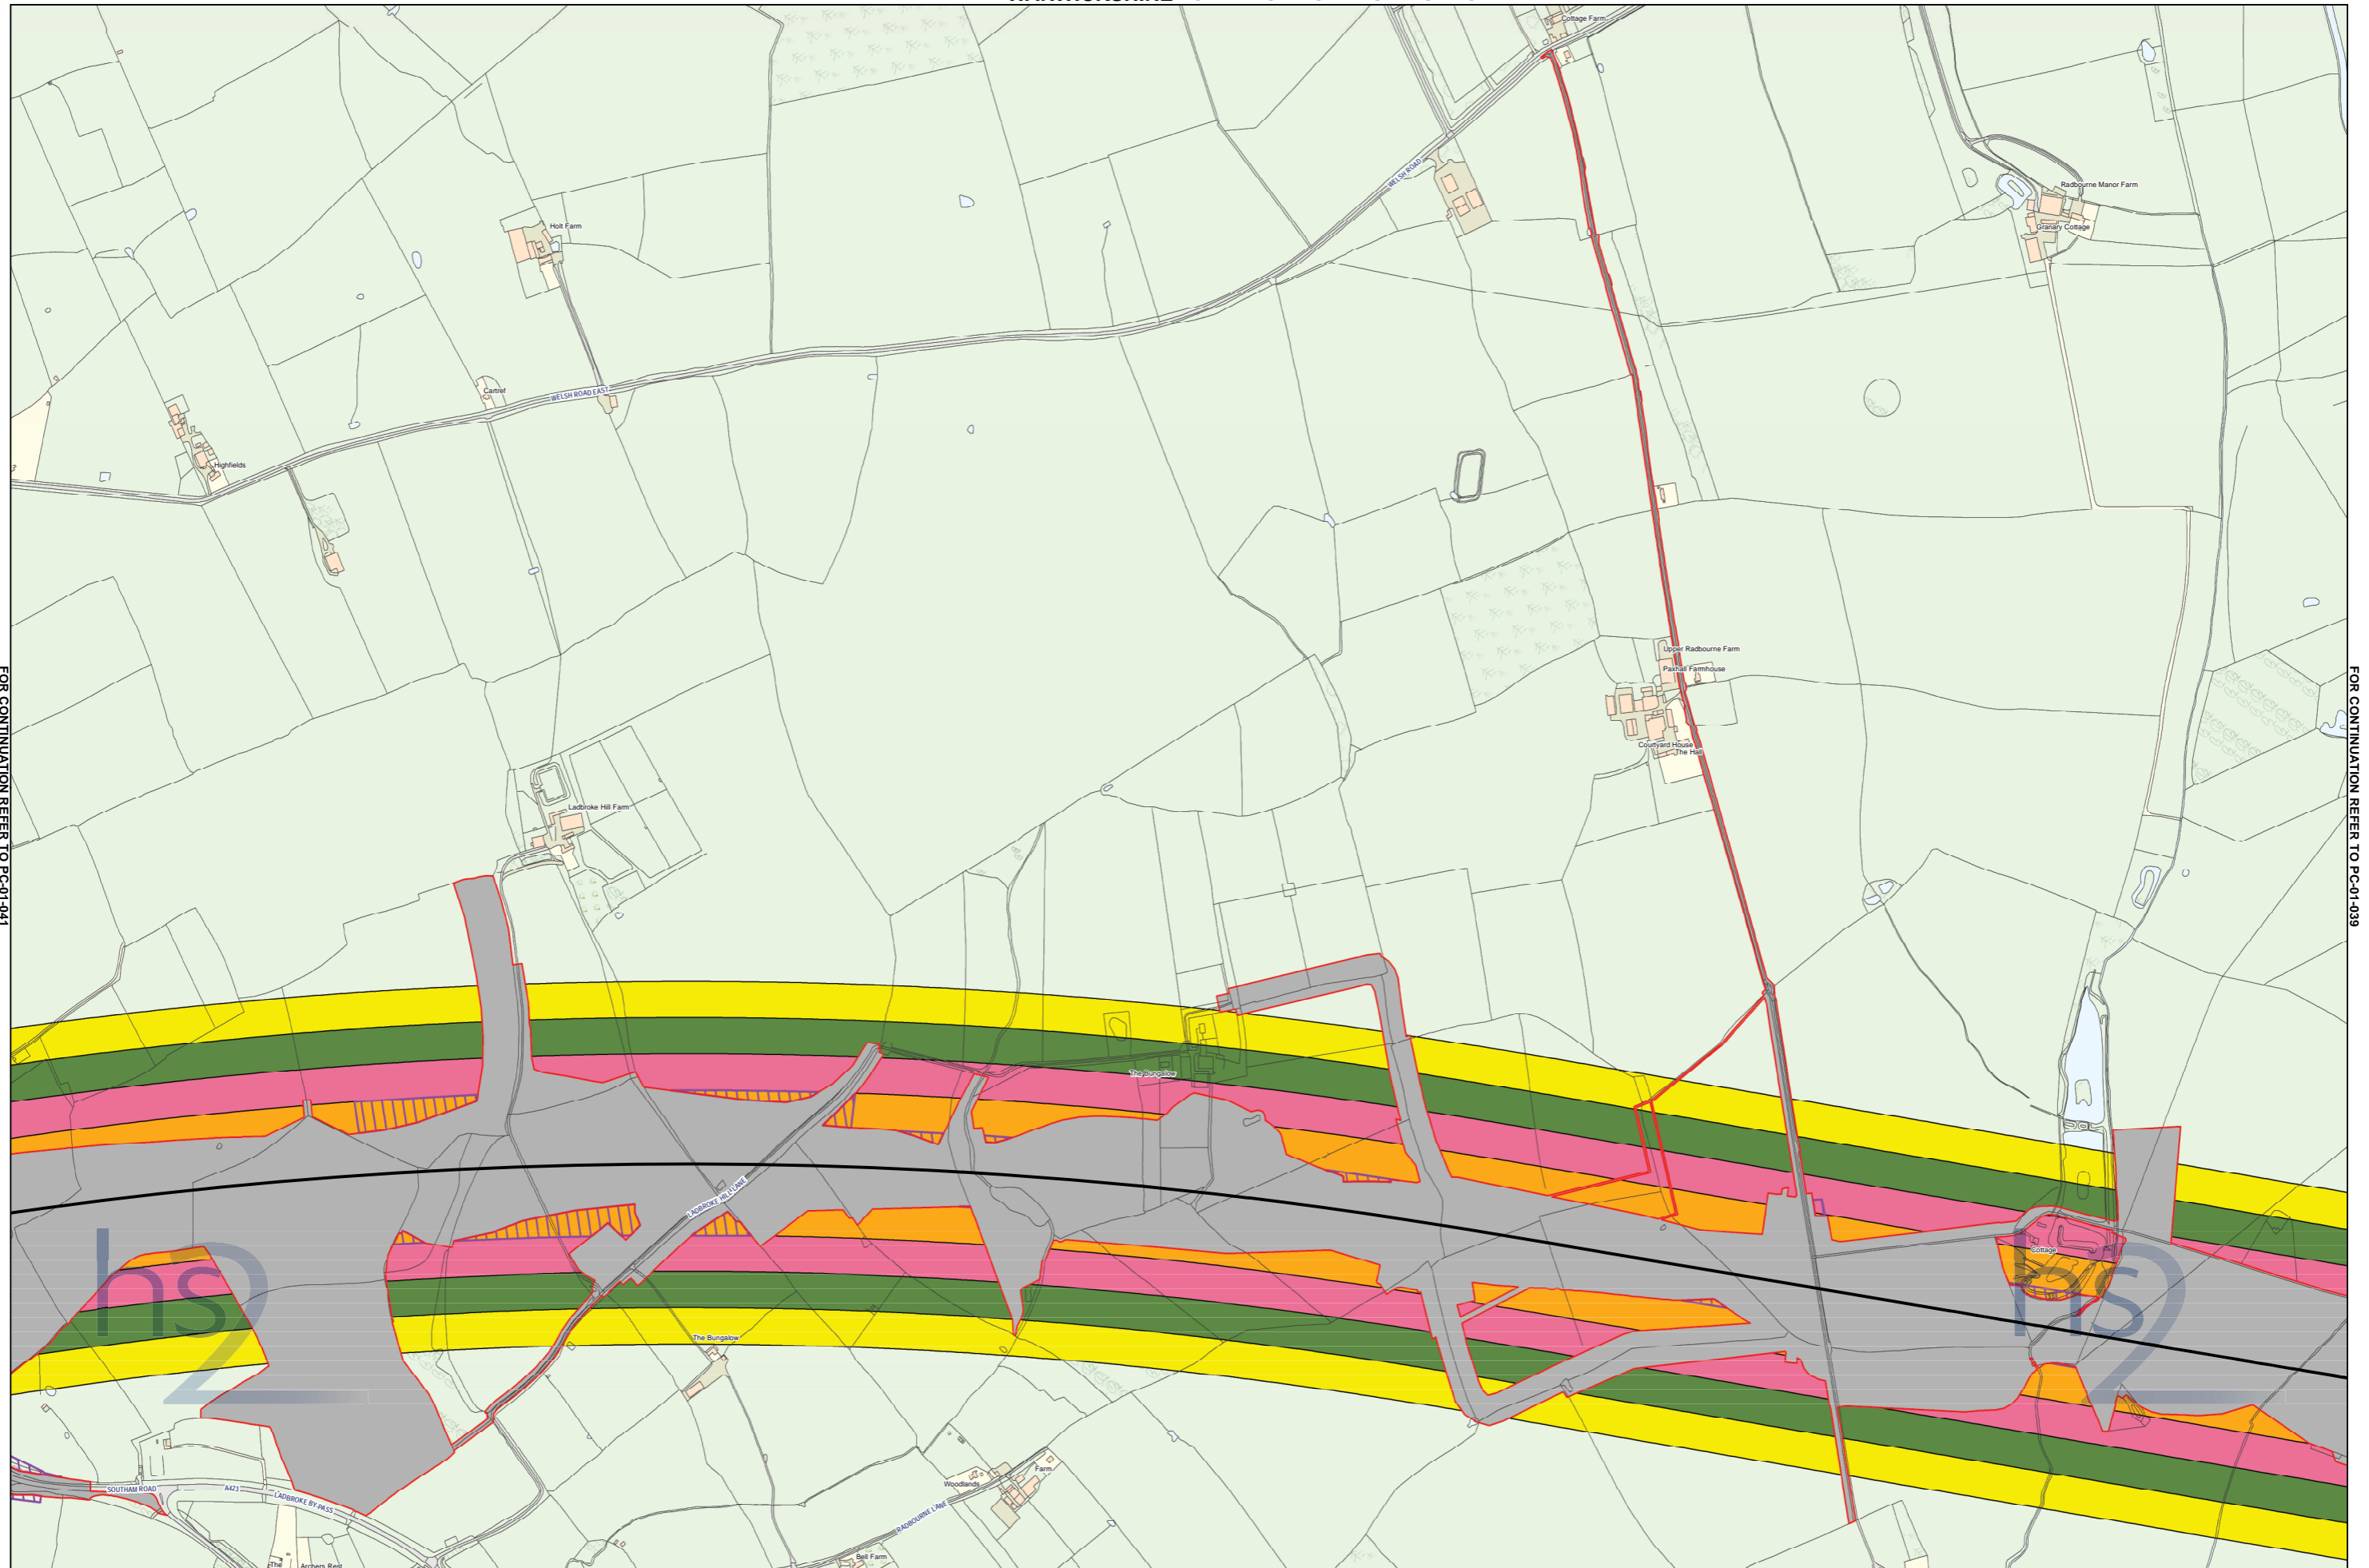 Cottage Farm
WELSH ROAD
Radbourne Manor Farm
Granary Cottage
Holt Farm
Cartref
WELSH ROAD EAST
Highfields
Upper Radbourne Farm
Paxhall Farmhouse
Courtyard House
The Hall
FOR CONTINUATION REFER TO PC-01-041
FOR CONTINUATION REFER TO PC-01-039
Ladbroke Hill Farm
The Bungalow
LADBROKE HILL LANE
Cottage
hs2
hs2
The Bungalow
Woodlands
Farm
SOUTHAM ROAD
A423
LADBROKE BY-PASS
RADBOURNE LANE
Bell Farm
The
Archers Rest